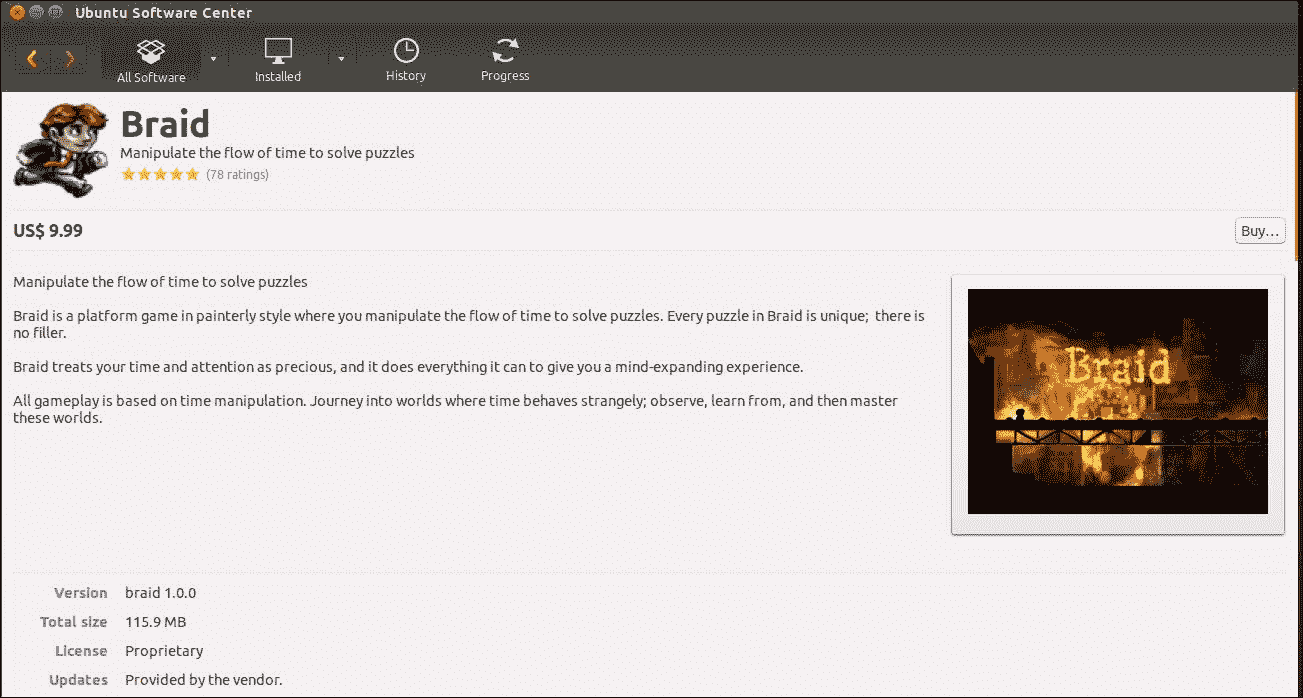 Ubuntu Software Center
All Software
Installed
History
Progress
Braid
Manipulate the flow of time to solve puzzles
(78 ratings)
US$ 9.99
Buy...
Manipulate the flow of time to solve puzzles
Braid is a platform game in painterly style where you manipulate the flow of time to solve puzzles. Every puzzle in Braid is unique;  there is
no filler.
Braid treats your time and attention as precious, and it does everything it can to give you a mind-expanding experience.
All gameplay is based on time manipulation. Journey into worlds where time behaves strangely; observe, learn from, and then master
these worlds.
Braid
Version braid 1.0.0
Total size 115.9 MB
License Proprietary
Updates Provided by the vendor.